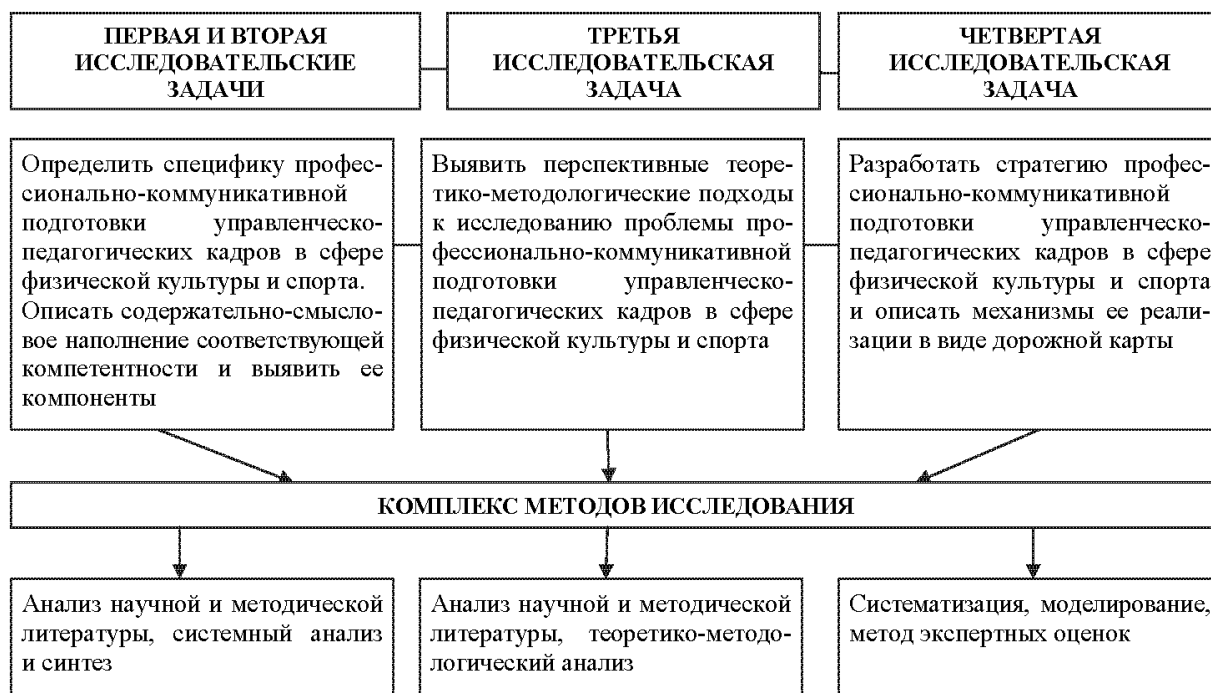 ПЕРВАЯ И ВТОРАЯ
ИССЛЕДОВАТЕЛЬСКИЕ
ЗАДАЧИ
ТРЕТЬЯ
ИССЛЕДОВАТЕЛЬСКАЯ
ЗАДАЧА
ЧЕТВЕРТАЯ
ИССЛЕДОВАТЕЛЬСКАЯ
ЗАДАЧА
Определить специфику профес-
сионально-коммуникативной
подготовки управленческо-
педагогических кадров в сфере
физической культуры и спорта.
Описать содержательно-смысло-
вое наполнение соответствующей
компетентности и выявить ее
компоненты
Выявить перспективные теоре-
тико-методологические подходы
к исследованию проблемы про-
фессионально-коммуникативной
подготовки управленческо-
педагогических кадров в сфере
физической культуры и спорта
Разработать стратегию профес-
сионально-коммуникативной
подготовки управленческо-
педагогических кадров в сфере
физической культуры и спорта
и описать механизмы ее реали-
зации в виде дорожной карты
КОМПЛЕКС МЕТОДОВ ИССЛЕДОВАНИЯ
Анализ научной и методической
литературы, системный анализ
и синтез
Анализ научной и методической
литературы, теоретико-методо-
логический анализ
Систематизация, моделирование,
метод экспертных оценок